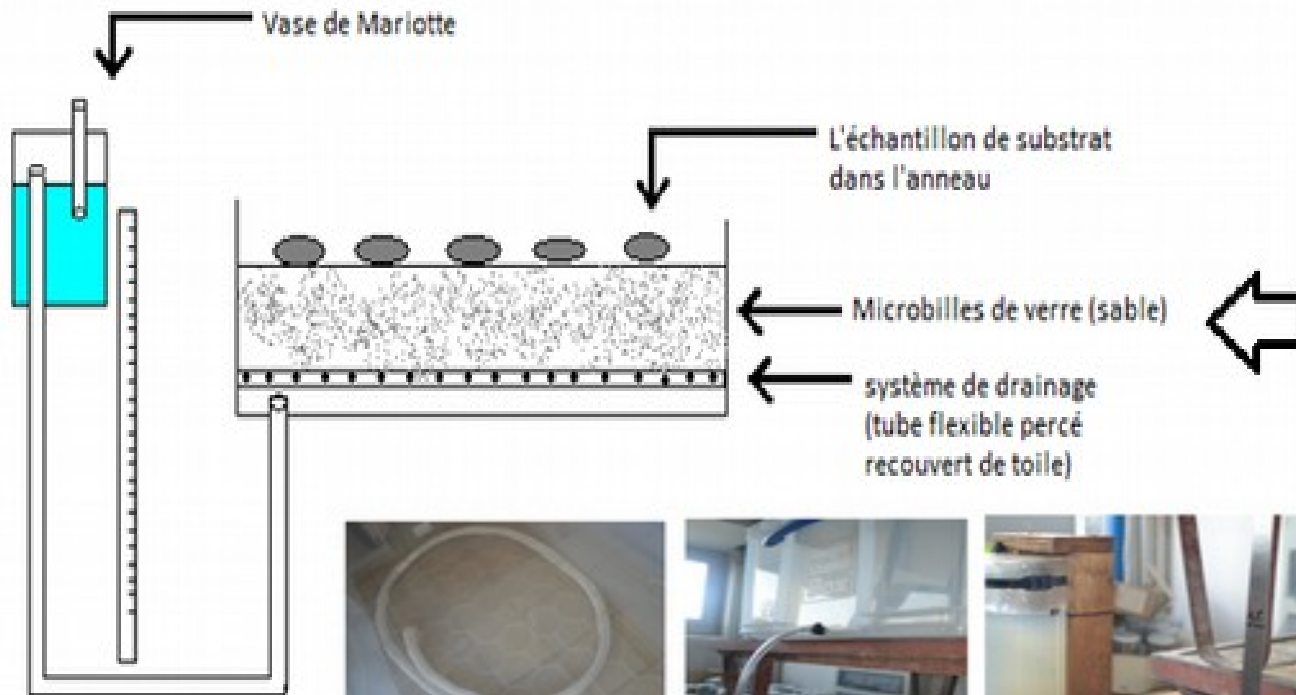 Vase de Mariotte
L'échantillon de substrat
dans l'anneau
Microbilles de verre (sable)
système de drainage
(tube flexible percé
recouvert de toile)